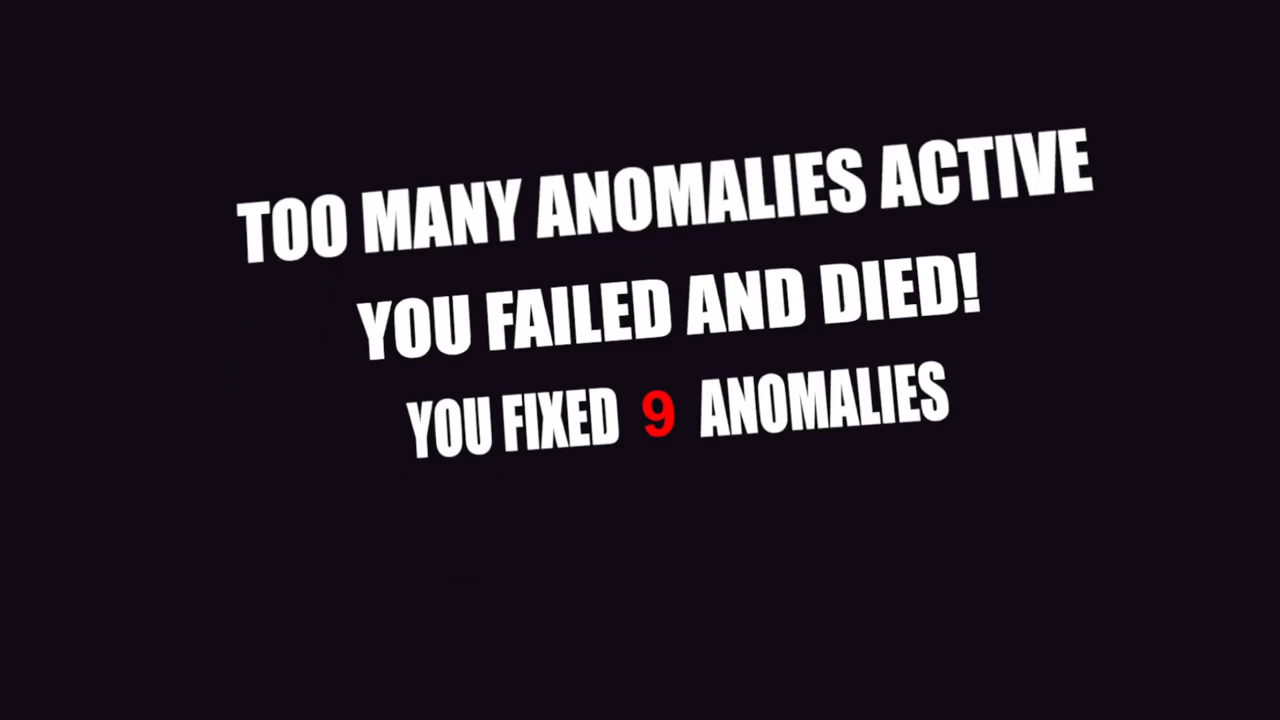 TOO MANY ANOMALIES ACTIVE
YOU FAILED AND DIED!
YOU FIXED 9 ANOMALIES